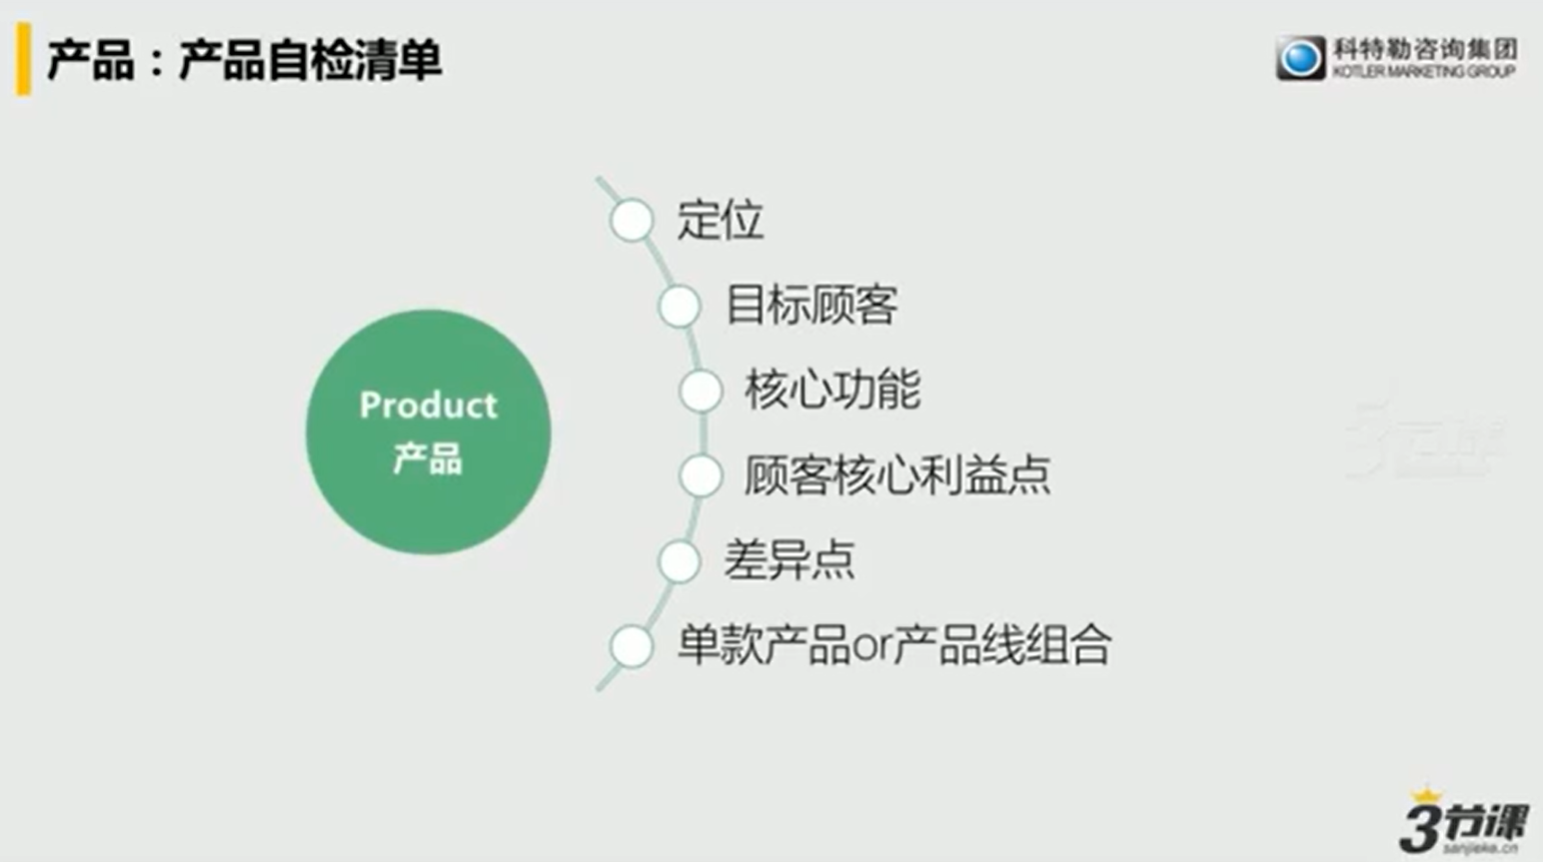 产品：产品自检清单
科特勒咨询集团
KOTLER MARKETING GROUP
定位
目标顾客
核心功能
Product
产品
顾客核心利益点
差异点
单款产品or产品线组合
3节课
sanjieke.cn